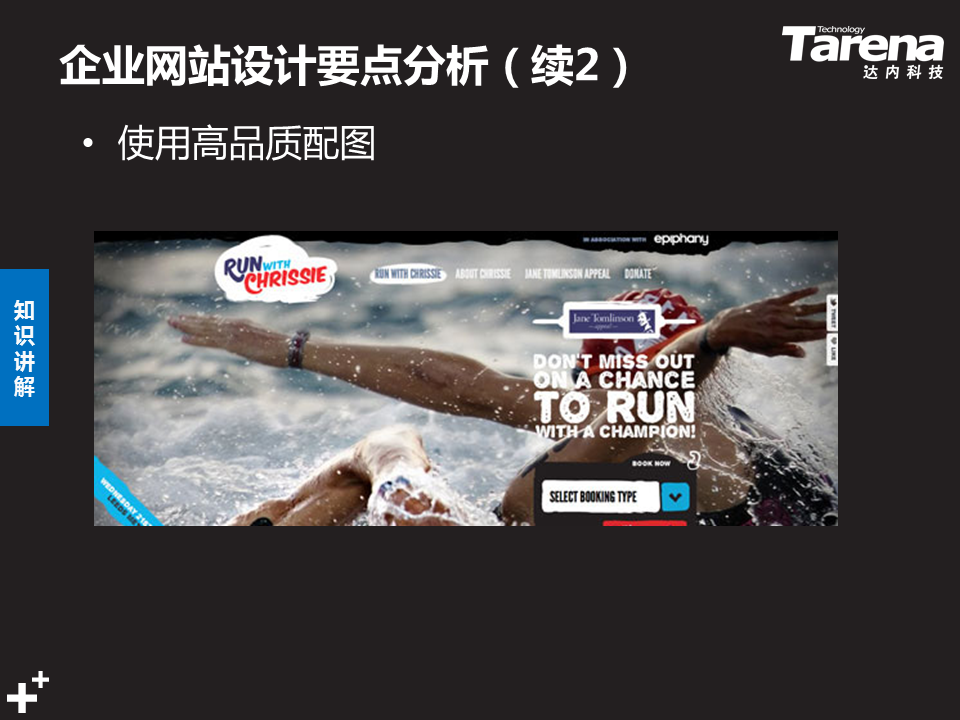 企业网站设计要点分析（续2）
Technology
Tarena
达内科技
• 使用高品质配图
知识讲解
IN ASSOCIATION WITH epiphany
RUN WITH CHRISSIE
RUN WITH CHRISSIE ABOUT CHRISSIE JANE TOMLINSON APPEAL DONATE
Jane Tomlinson
appeal
TWEET
LIKE
DON'T MISS OUT
ON A CHANCE
TO RUN
WITH A CHAMPION!
BOOK NOW
SELECT BOOKING TYPE
WEDNESDAY